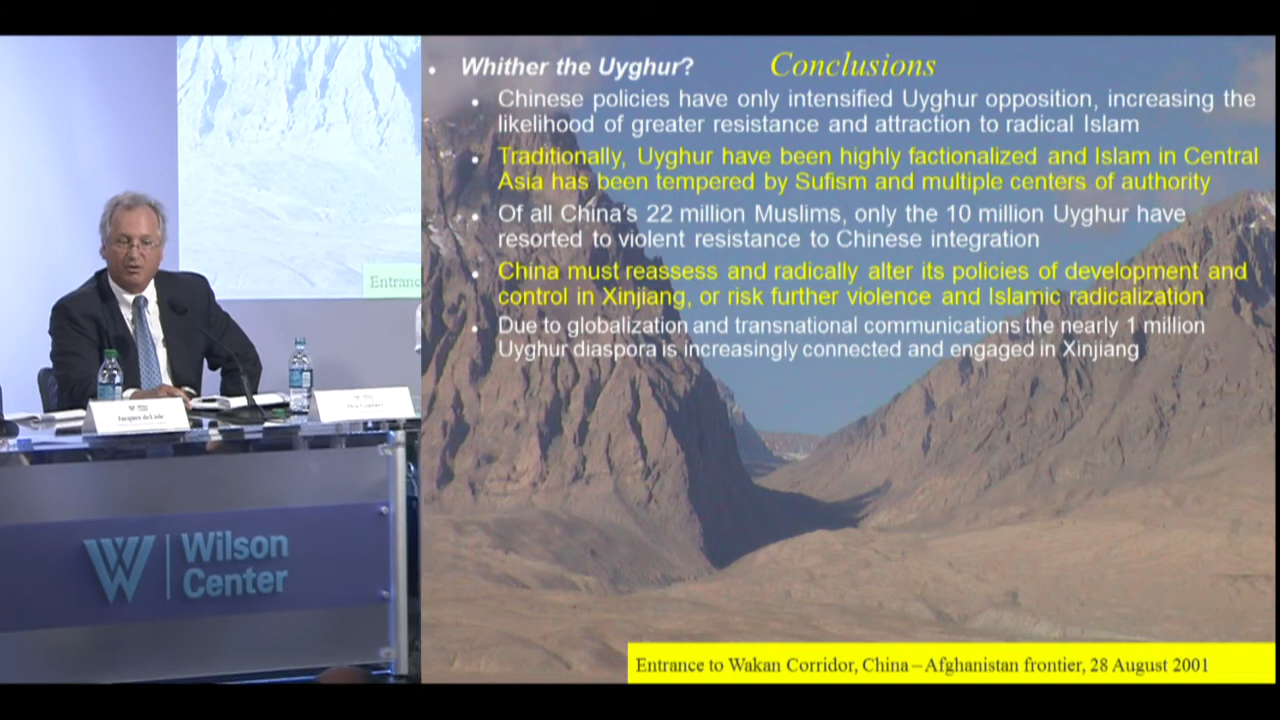 Whither the Uyghur?
Conclusions
Chinese policies have only intensified Uyghur opposition, increasing the
likelihood of greater resistance and attraction to radical Islam
Traditionally, Uyghur have been highly factionalized and Islam in Central
Asia has been tempered by Sufism and multiple centers of authority
Of all China's 22 million Muslims, only the 10 million Uyghur have
resorted to violent resistance to Chinese integration
China must reassess and radically alter its policies of development and
control in Xinjiang, or risk further violence and Islamic radicalization
Due to globalization and transnational communications the nearly 1 million
Uyghur diaspora is increasingly connected and engaged in Xinjiang
Entrance to Wakan Corridor, China – Afghanistan frontier, 28 August 2001
Entranc
Jacques deLisle
W | Wilson
Center